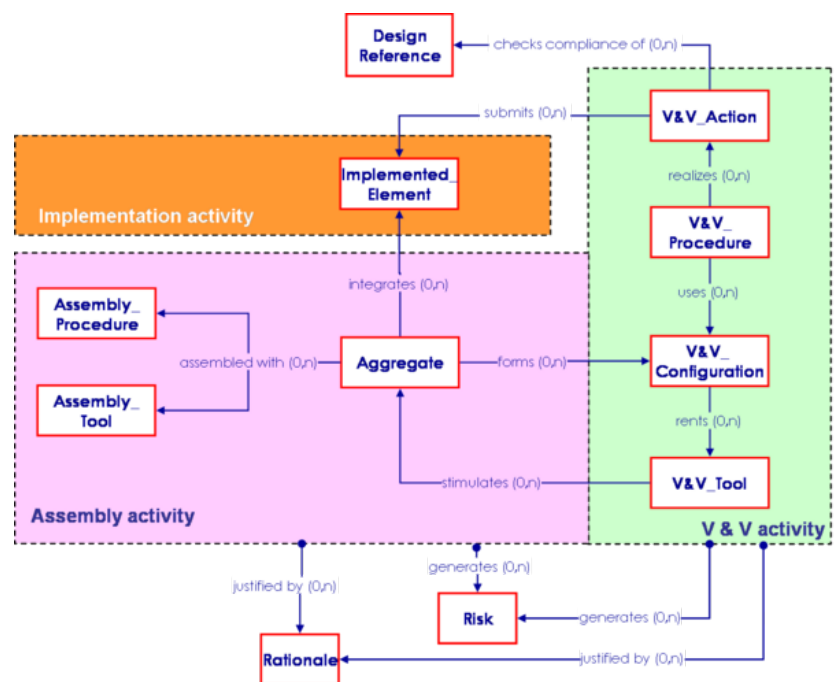 Design
Reference
checks compliance of (0,n)
submits (0,n)
V&V_Action
Implemented_
Element
realizes (0,n)
Implementation activity
V&V_
Procedure
integrates (0,n)
uses (0,n)
Assembly_
Procedure
assembled with (0,n)
Aggregate
forms (0,n)
V&V_
Configuration
Assembly_
Tool
rents (0,n)
stimulates (0,n)
V&V_Tool
Assembly activity
V & V activity
justified by (0,n)
generates (0,n)
Risk
generates (0,n)
Rationale
justified by (0,n)